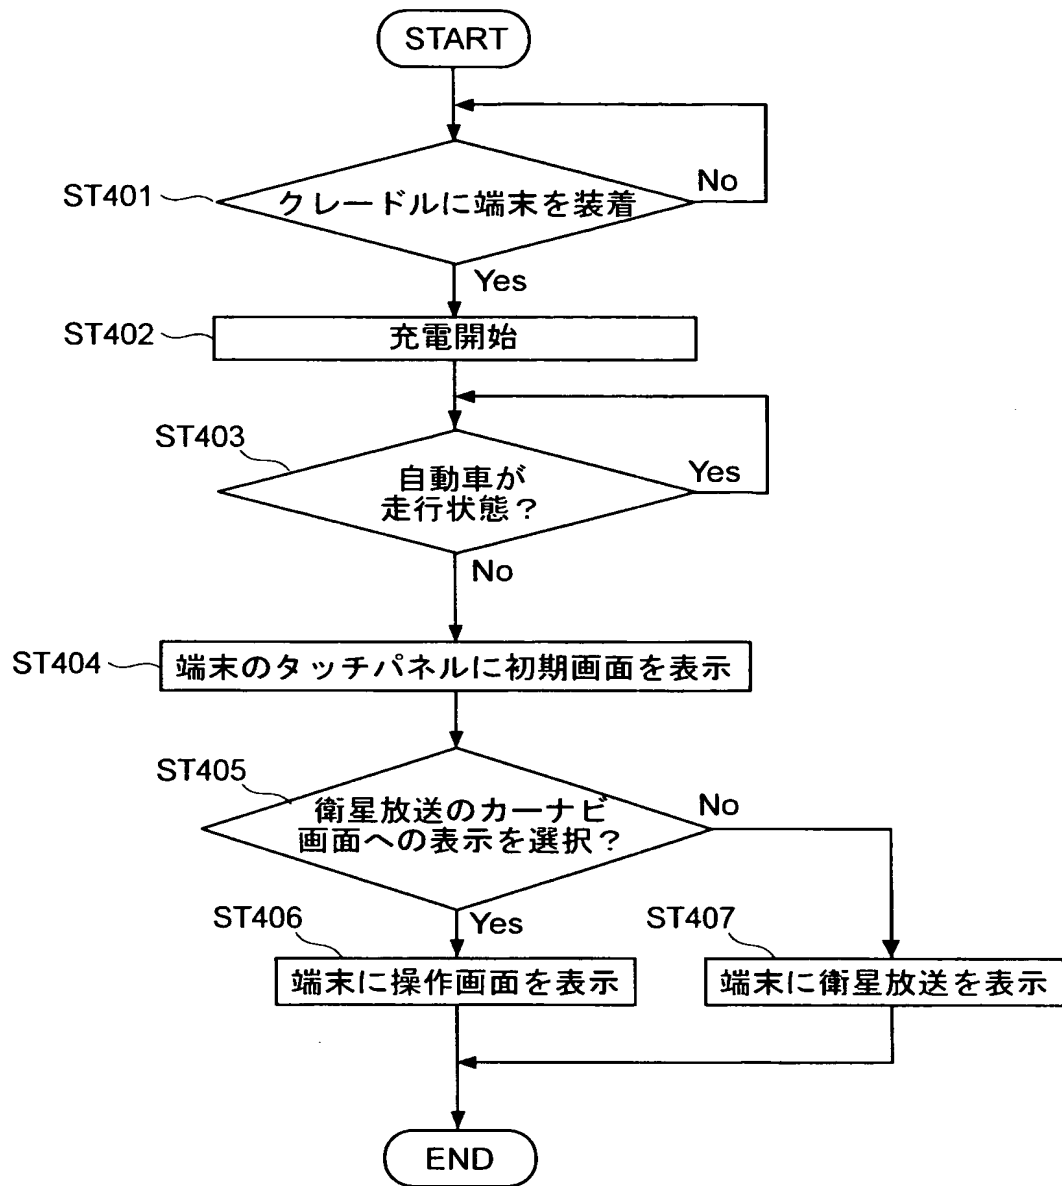 START
ST401
クレードルに端末を装着
No
Yes
ST402
充電開始
ST403
自動車が
走行状態？
Yes
No
ST404
端末のタッチパネルに初期画面を表示
ST405
衛星放送のカーナビ
画面への表示を選択？
No
Yes
ST406
端末に操作画面を表示
ST407
端末に衛星放送を表示
END